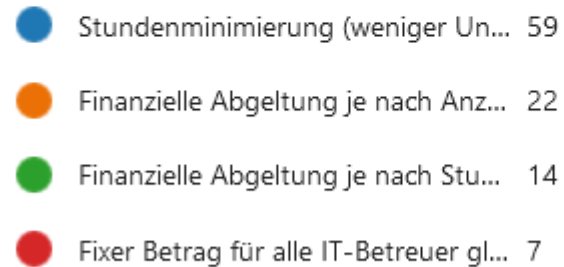 Stundenminimierung (weniger Un... 59
Finanzielle Abgeltung je nach Anz... 22
Finanzielle Abgeltung je nach Stu... 14
Fixer Betrag für alle IT-Betreuer gl... 7